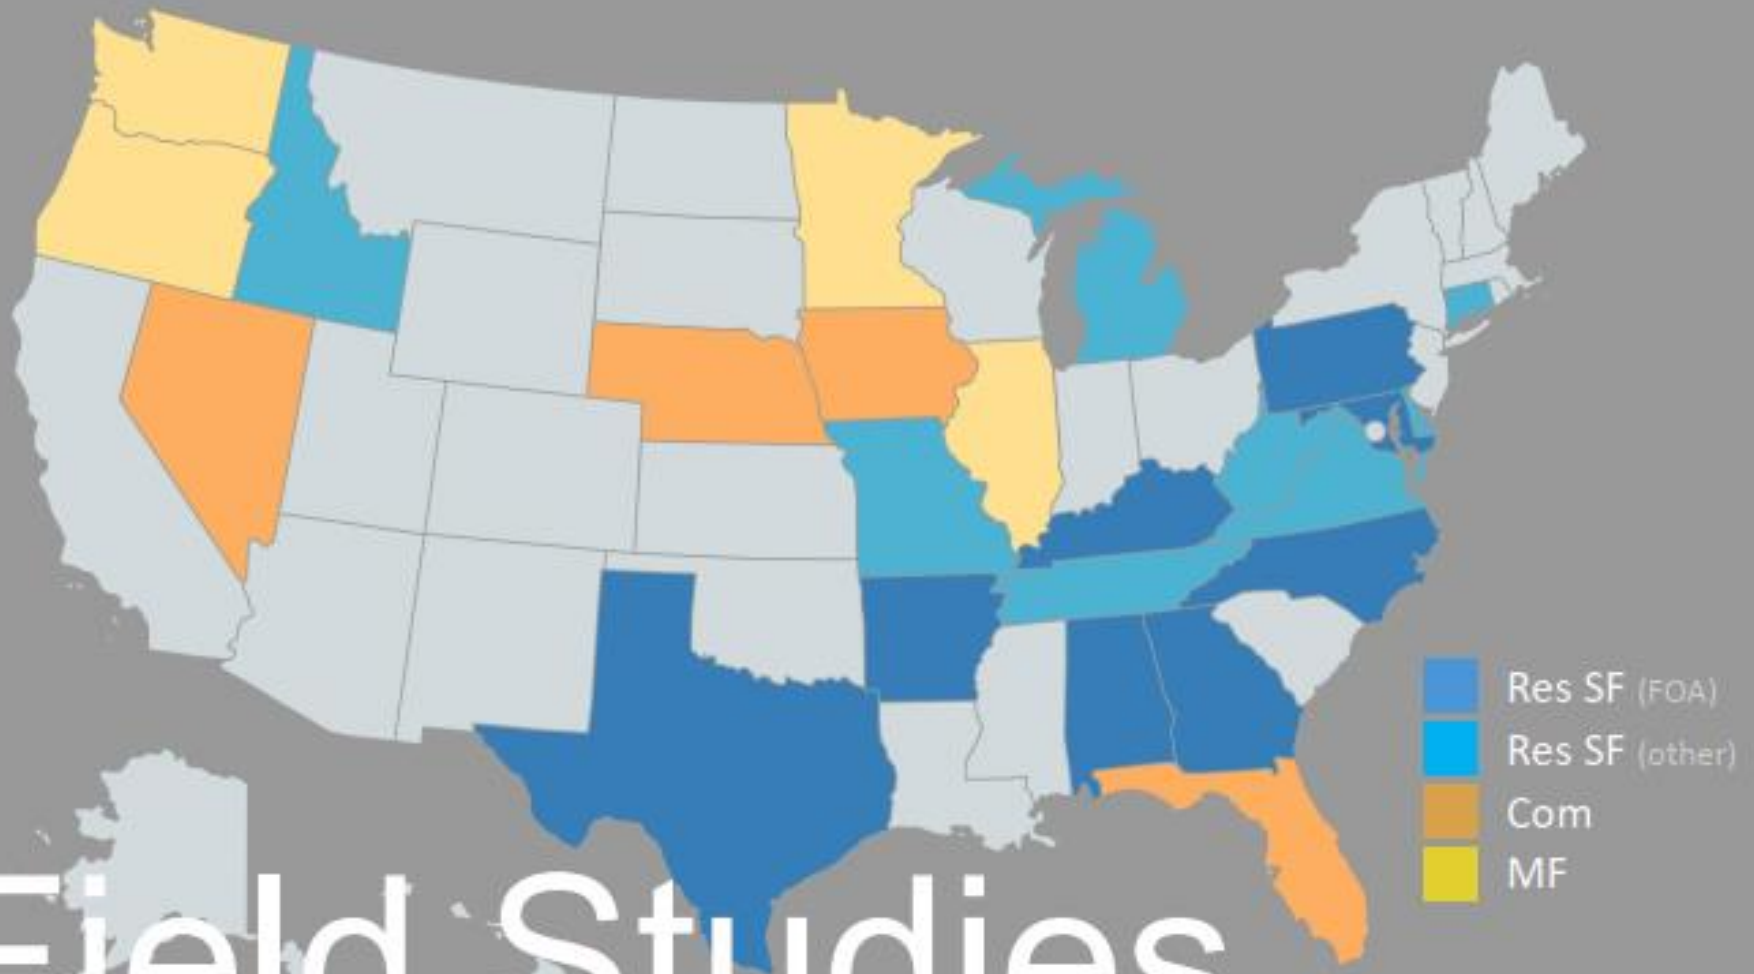 Res SF (FOA)
Res SF (other)
Com
MF
Field Studies